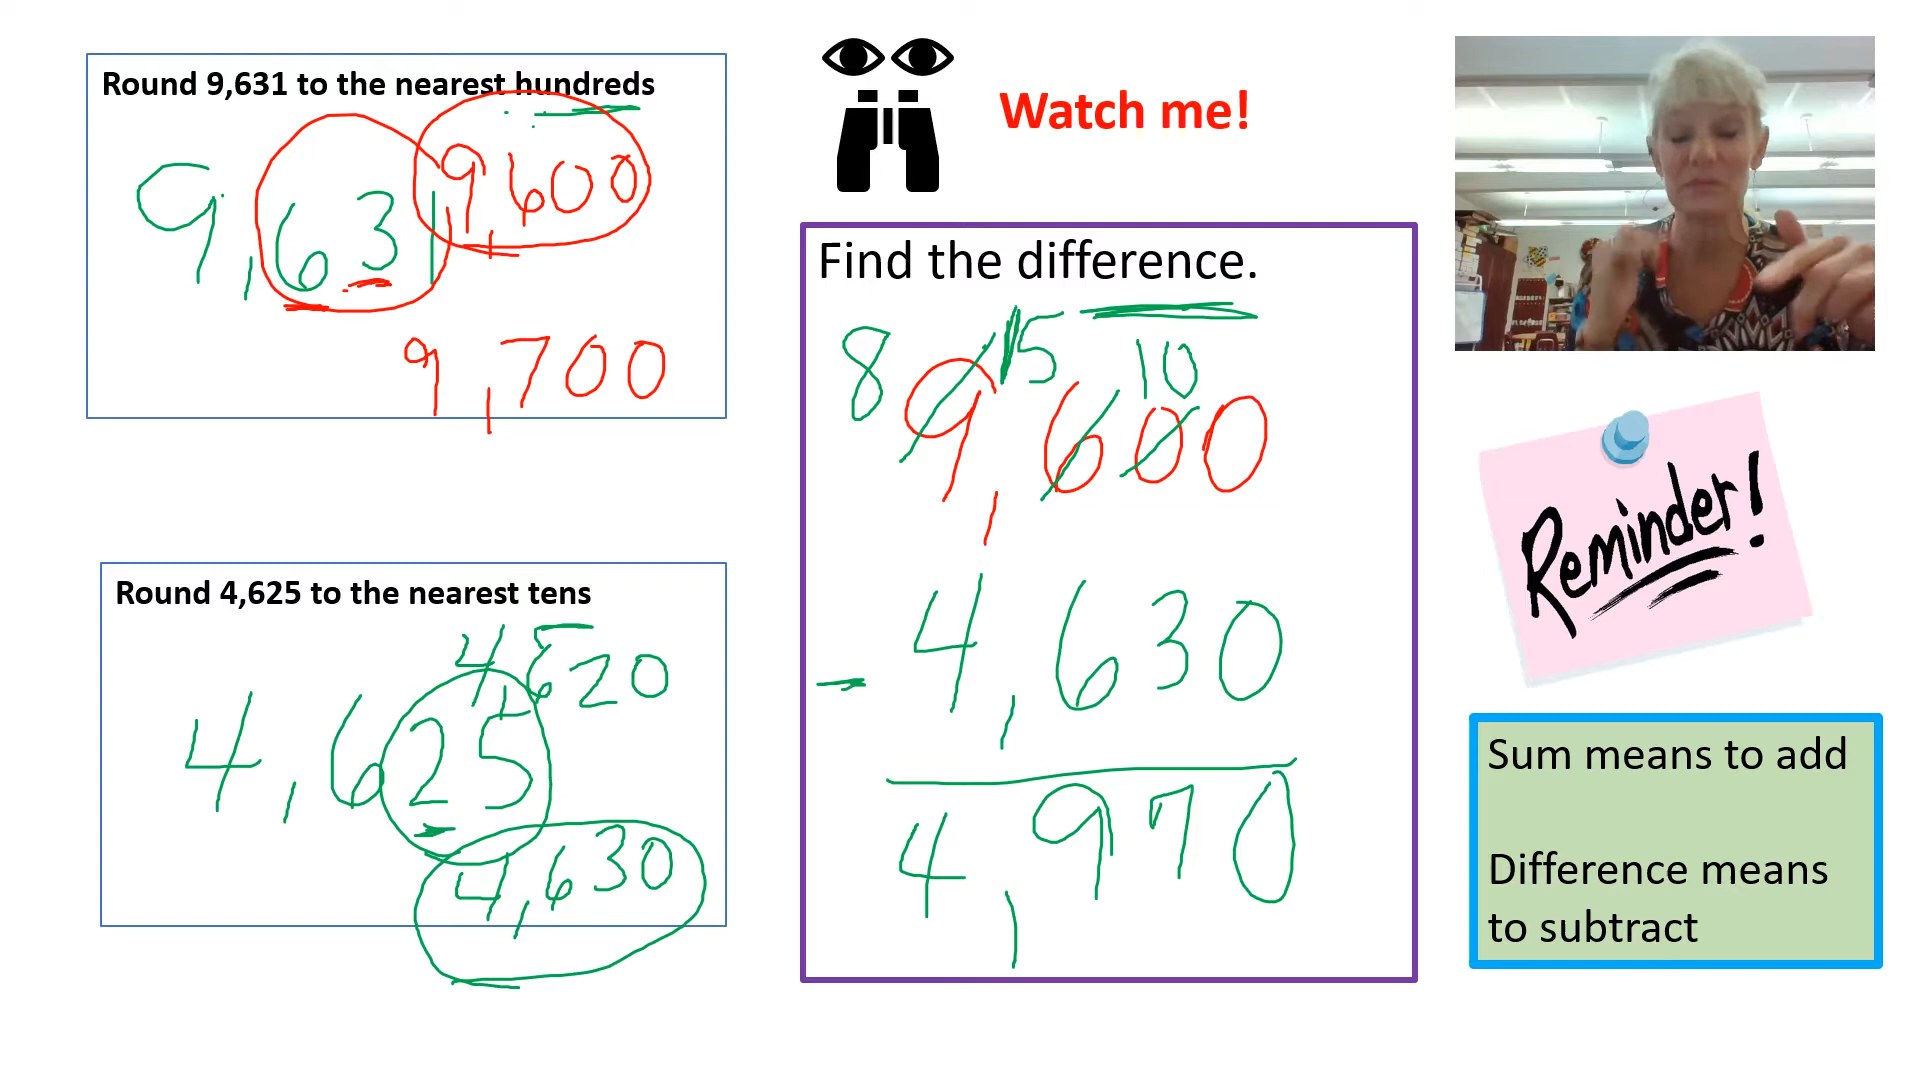 Round 9,631 to the nearest hundreds
9,600
9,631
9,700
Round 4,625 to the nearest tens
4,620
4,625
4,630
Watch me!
Find the difference.
8 15 10
9,600
- 4,630
4,970
Reminder!
Sum means to add
Difference means
to subtract